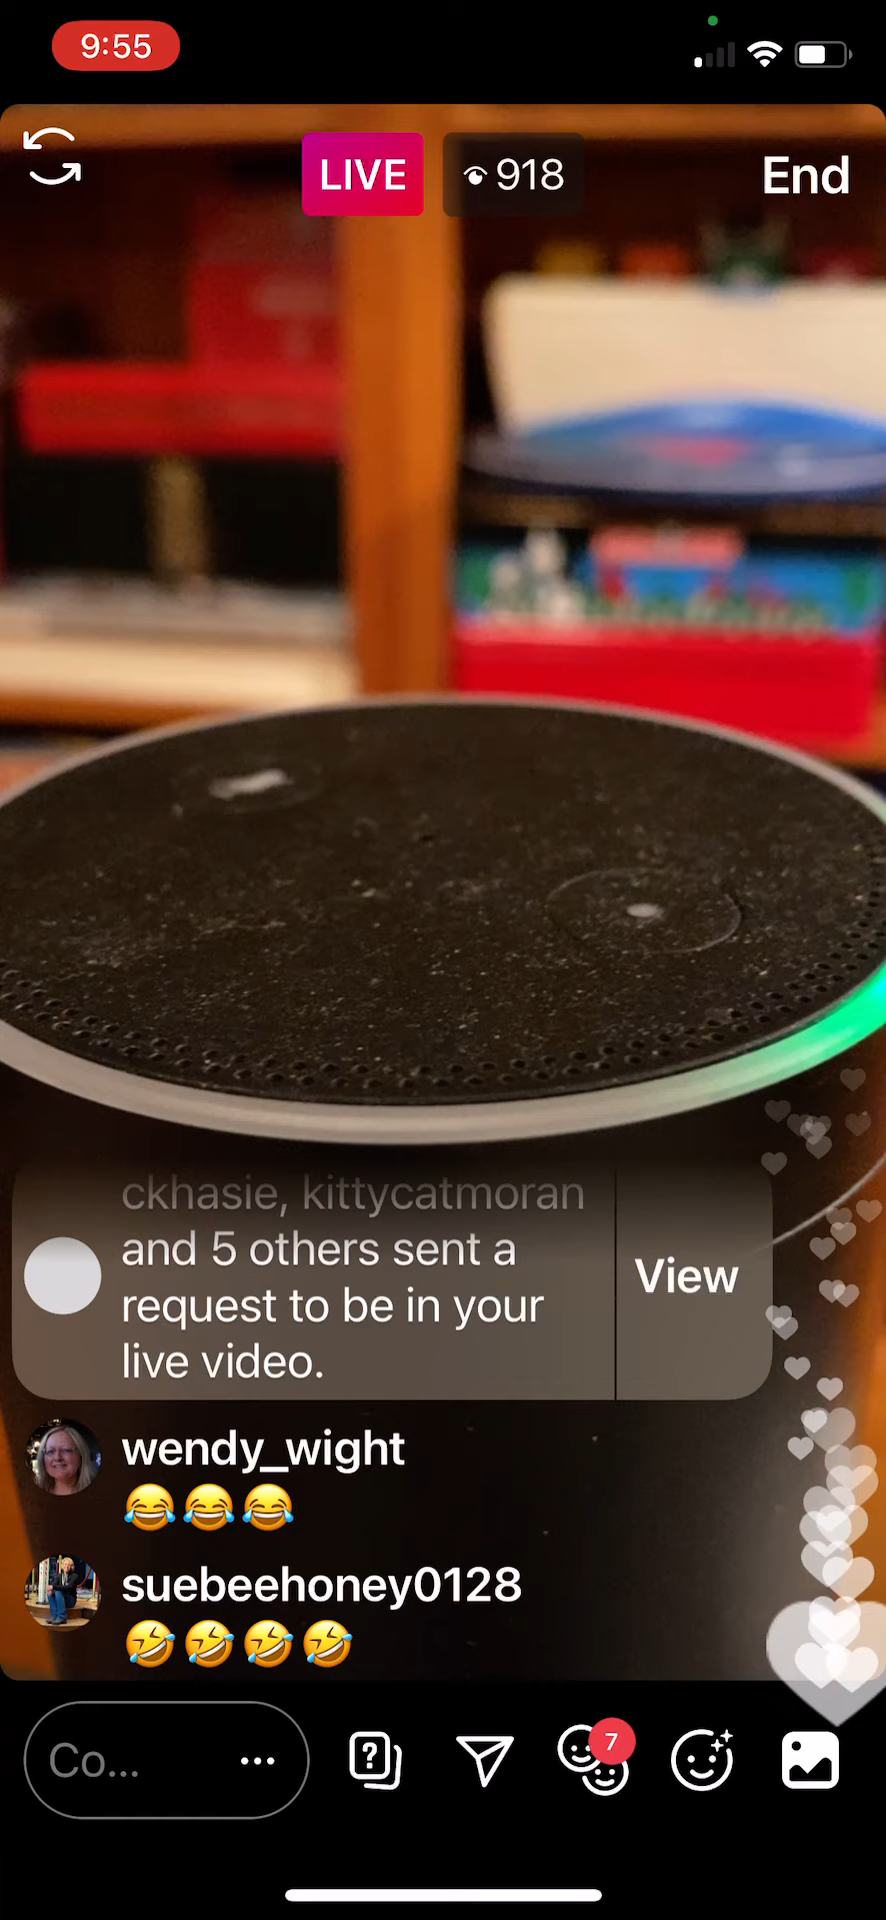 9:55
LIVE
918
End
ckhasie, kittycatmoran
and 5 others sent a
request to be in your
live video.
View
wendy_wight
😂😂😂
suebeehoney0128
🤣🤣🤣🤣
Co...
7